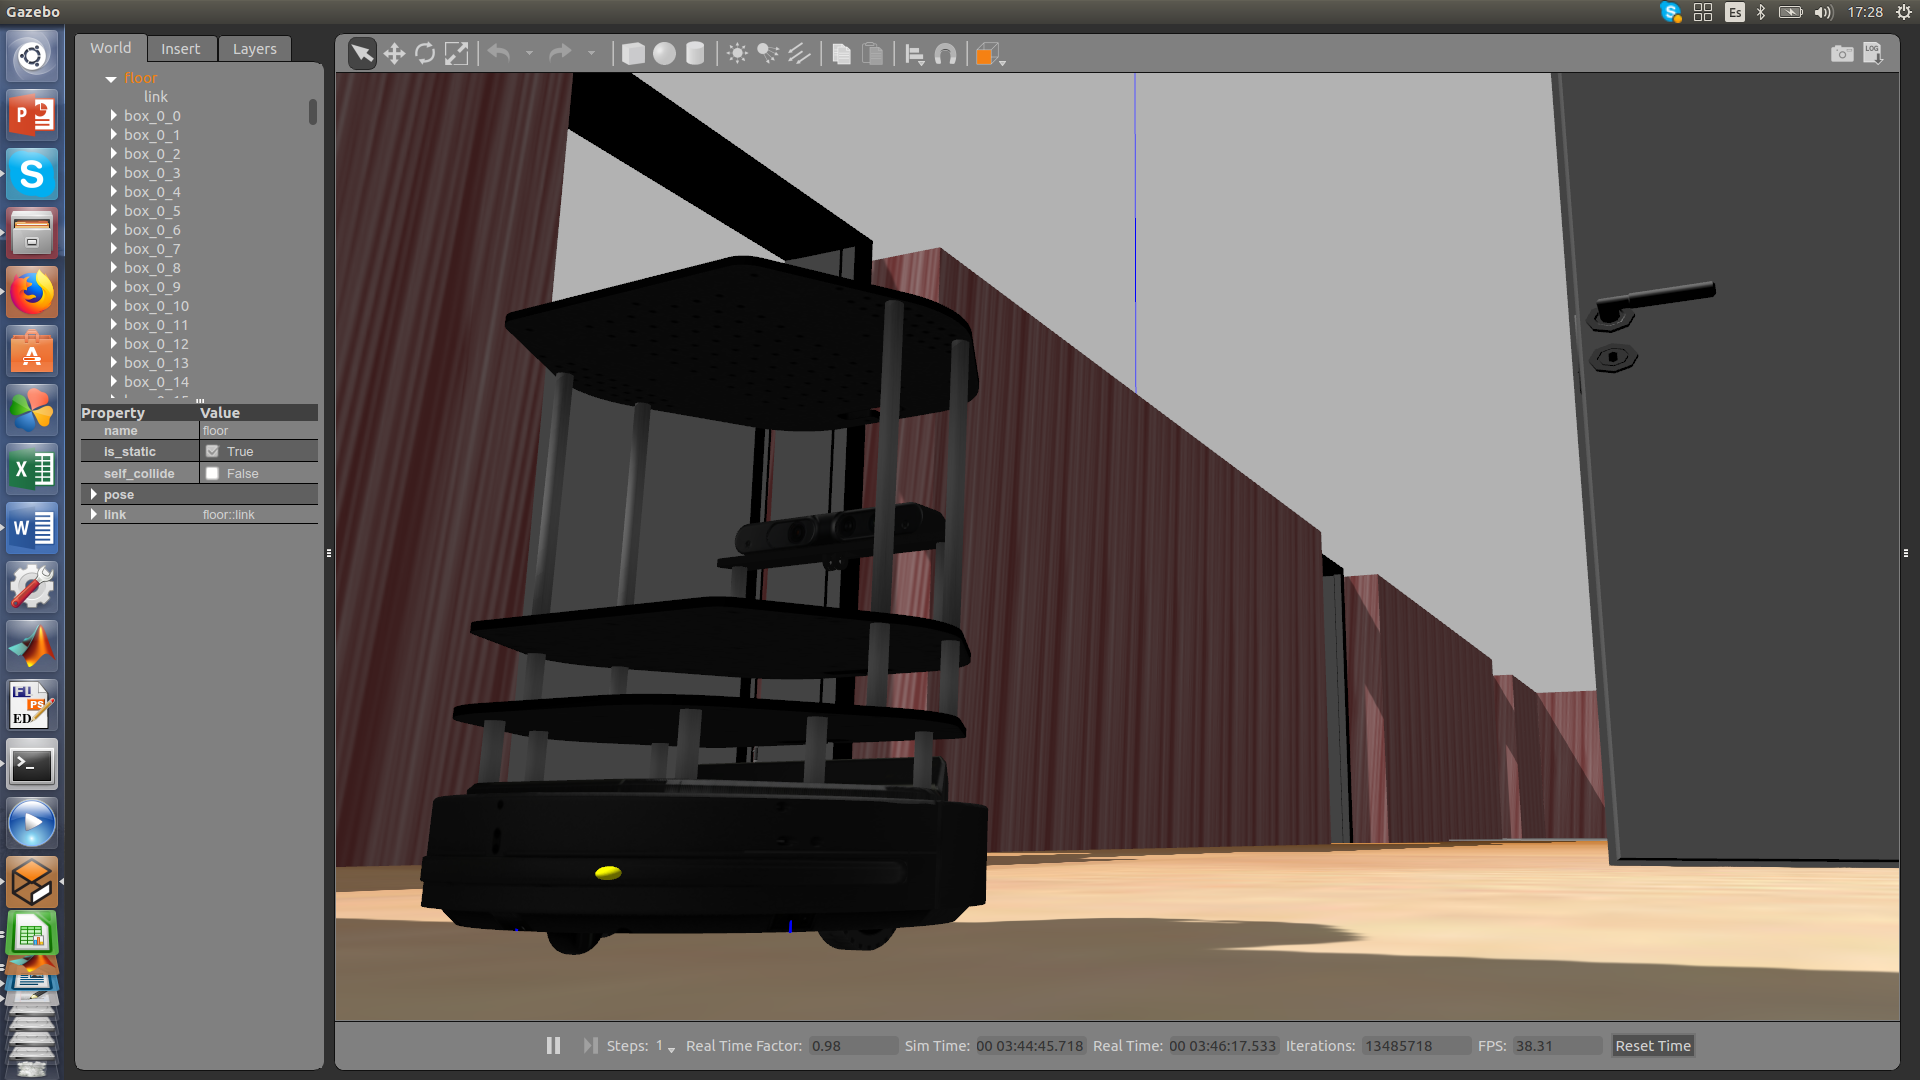 Gazebo
Es
17:28
World
Insert
Layers
LOG
floor
link
box_0_0
box_0_1
box_0_2
box_0_3
box_0_4
box_0_5
box_0_6
box_0_7
box_0_8
box_0_9
box_0_10
box_0_11
box_0_12
box_0_13
box_0_14
Property Value
name floor
is_static True
self_collide False
pose
link floor::link
Steps: 1 Real Time Factor: 0.98 Sim Time: 00 03:44:45.718 Real Time: 00 03:46:17.533 Iterations: 13485718 FPS: 38.31 Reset Time